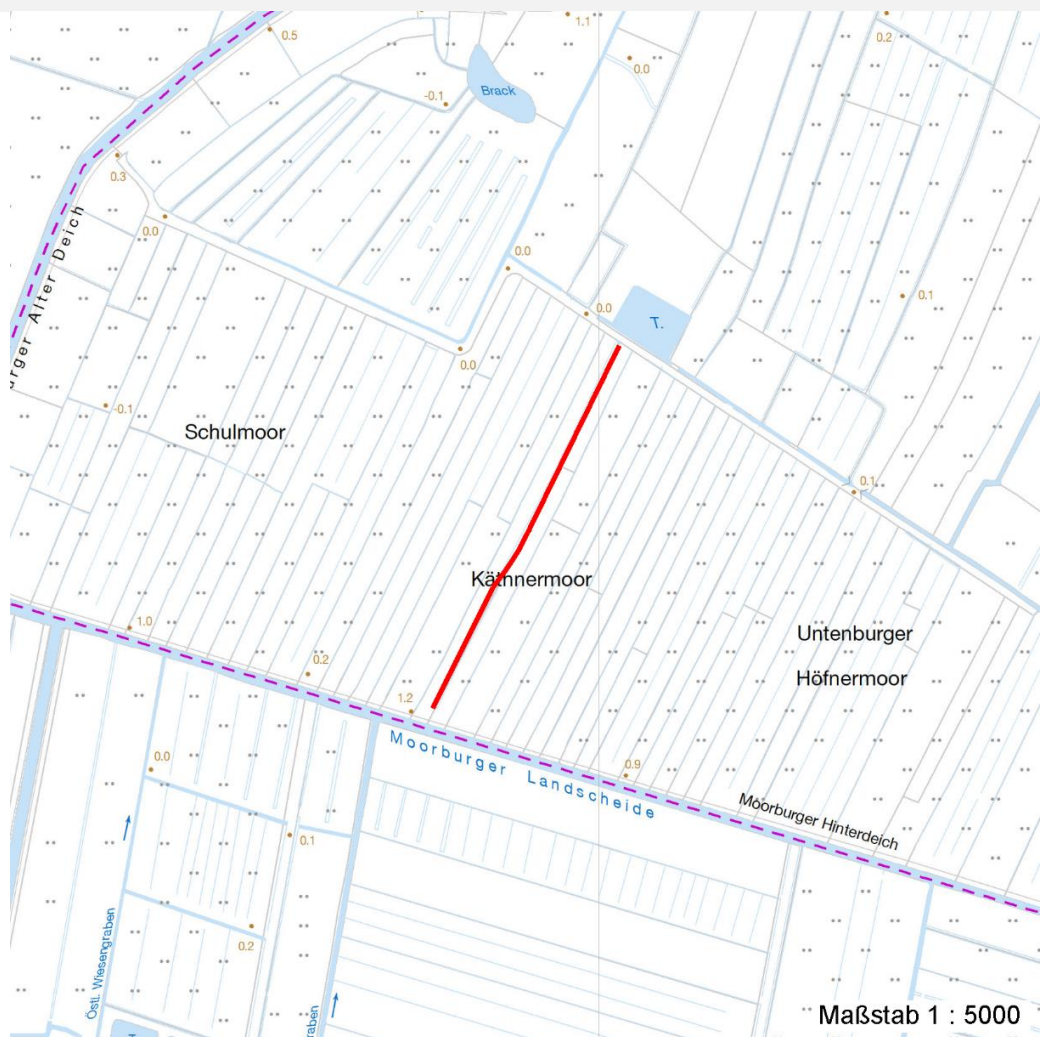 0.5
1.1
0.2
0.0
-0.1
Brack
0.3
0.0
0.0
0.1
0.0
T.
urger Alter Deich
0.0
-0.1
Schulmoor
0.1
Käthnermoor
1.0
Untenburger
Höfnermoor
0.2
1.2
Moorburger Landscheide
0.0
0.9
Moorburger Hinterdeich
0.1
0.2
Östl. Wiesengraben
graben
Maßstab 1 : 5000